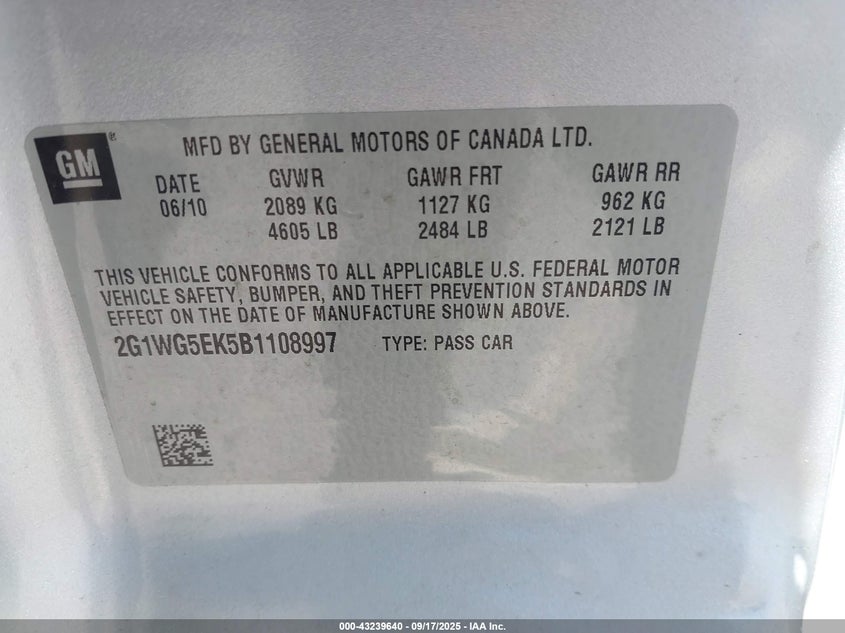 GM®
MFD BY GENERAL MOTORS OF CANADA LTD.
DATE GVWR GAWR FRT GAWR RR
06/10 2089 KG 1127 KG 962 KG
4605 LB 2484 LB 2121 LB
THIS VEHICLE CONFORMS TO ALL APPLICABLE U.S. FEDERAL MOTOR
VEHICLE SAFETY, BUMPER, AND THEFT PREVENTION STANDARDS IN
EFFECT ON THE DATE OF MANUFACTURE SHOWN ABOVE.
2G1WG5EK5B1108997 TYPE: PASS CAR
000-43239640 - 09/17/2025 - IAA Inc.